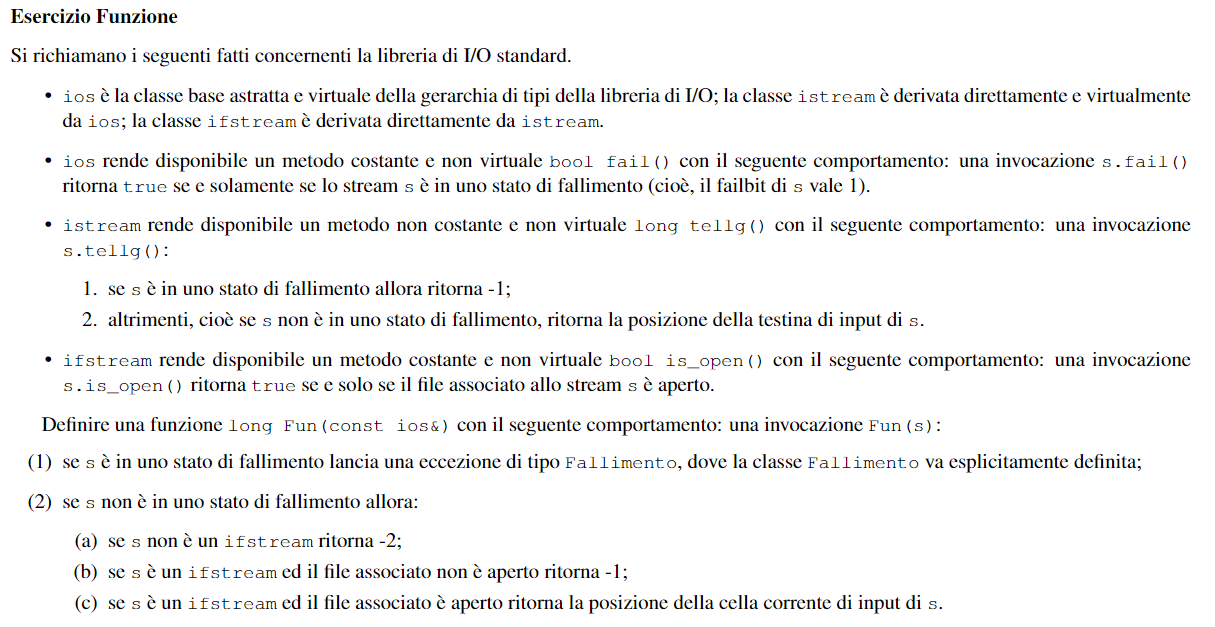 Esercizio Funzione
Si richiamano i seguenti fatti concernenti la libreria di I/O standard.
• ios è la classe base astratta e virtuale della gerarchia di tipi della libreria di I/O; la classe istream è derivata direttamente e virtualmente
da ios; la classe ifstream è derivata direttamente da istream.
• ios rende disponibile un metodo costante e non virtuale bool fail() con il seguente comportamento: una invocazione s.fail()
ritorna true se e solamente se lo stream s è in uno stato di fallimento (cioè, il failbit di s vale 1).
• istream rende disponibile un metodo non costante e non virtuale long tellg() con il seguente comportamento: una invocazione
s.tellg():
1. se s è in uno stato di fallimento allora ritorna -1;
2. altrimenti, cioè se s non è in uno stato di fallimento, ritorna la posizione della testina di input di s.
• ifstream rende disponibile un metodo costante e non virtuale bool is_open() con il seguente comportamento: una invocazione
s.is_open() ritorna true se e solo se il file associato allo stream s è aperto.
Definire una funzione long Fun(const ios&) con il seguente comportamento: una invocazione Fun(s):
(1) se s è in uno stato di fallimento lancia una eccezione di tipo Fallimento, dove la classe Fallimento va esplicitamente definita;
(2) se s non è in uno stato di fallimento allora:
(a) se s non è un ifstream ritorna -2;
(b) se s è un ifstream ed il file associato non è aperto ritorna -1;
(c) se s è un ifstream ed il file associato è aperto ritorna la posizione della cella corrente di input di s.